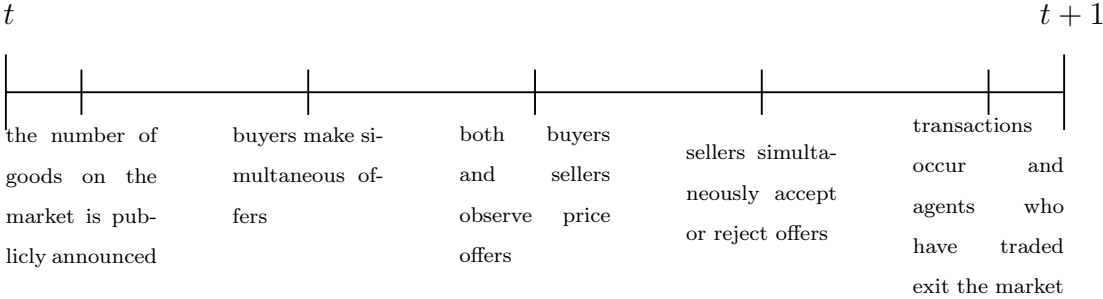 t
t + 1
the number of
goods on the
market is pub-
licly announced
buyers make si-
multaneous of-
fers
both buyers
and sellers
observe price
offers
sellers simulta-
neously accept
or reject offers
transactions
occur and
agents who
have traded
exit the market